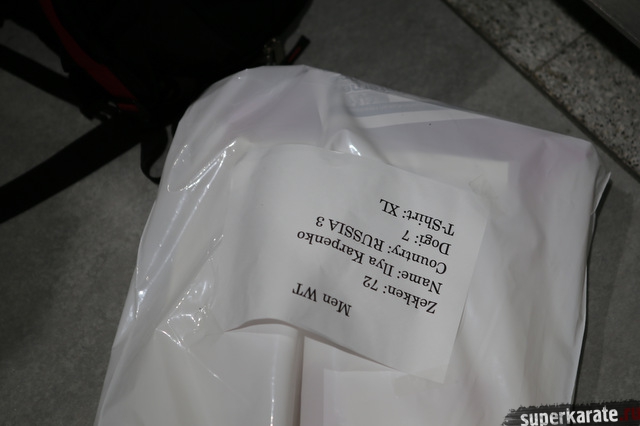 Men WT
Zekken: 72
Name: Ilya Karpenko
Country: RUSSIA 3
Dogi: 7
T-Shirt: XL
superkarate